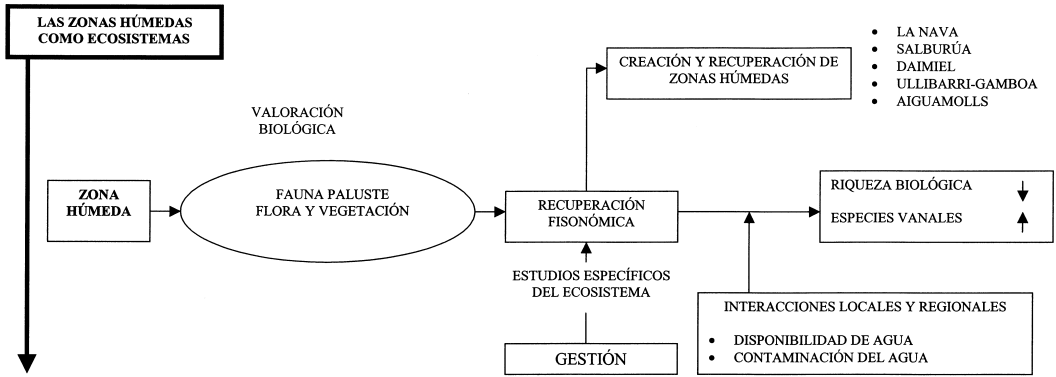 LAS ZONAS HÚMEDAS
COMO ECOSISTEMAS
CREACIÓN Y RECUPERACIÓN DE
ZONAS HÚMEDAS
• LA NAVA
• SALBURÚA
• DAIMIEL
• ULLIBARRI-GAMBOA
• AIGUAMOLLS
VALORACIÓN
BIOLÓGICA
ZONA
HÚMEDA
FAUNA PALUSTE
FLORA Y VEGETACIÓN
RECUPERACIÓN
FISONÓMICA
RIQUEZA BIOLÓGICA
ESPECIES VANALES
ESTUDIOS ESPECÍFICOS
DEL ECOSISTEMA
GESTIÓN
INTERACCIONES LOCALES Y REGIONALES
• DISPONIBILIDAD DE AGUA
• CONTAMINACIÓN DEL AGUA